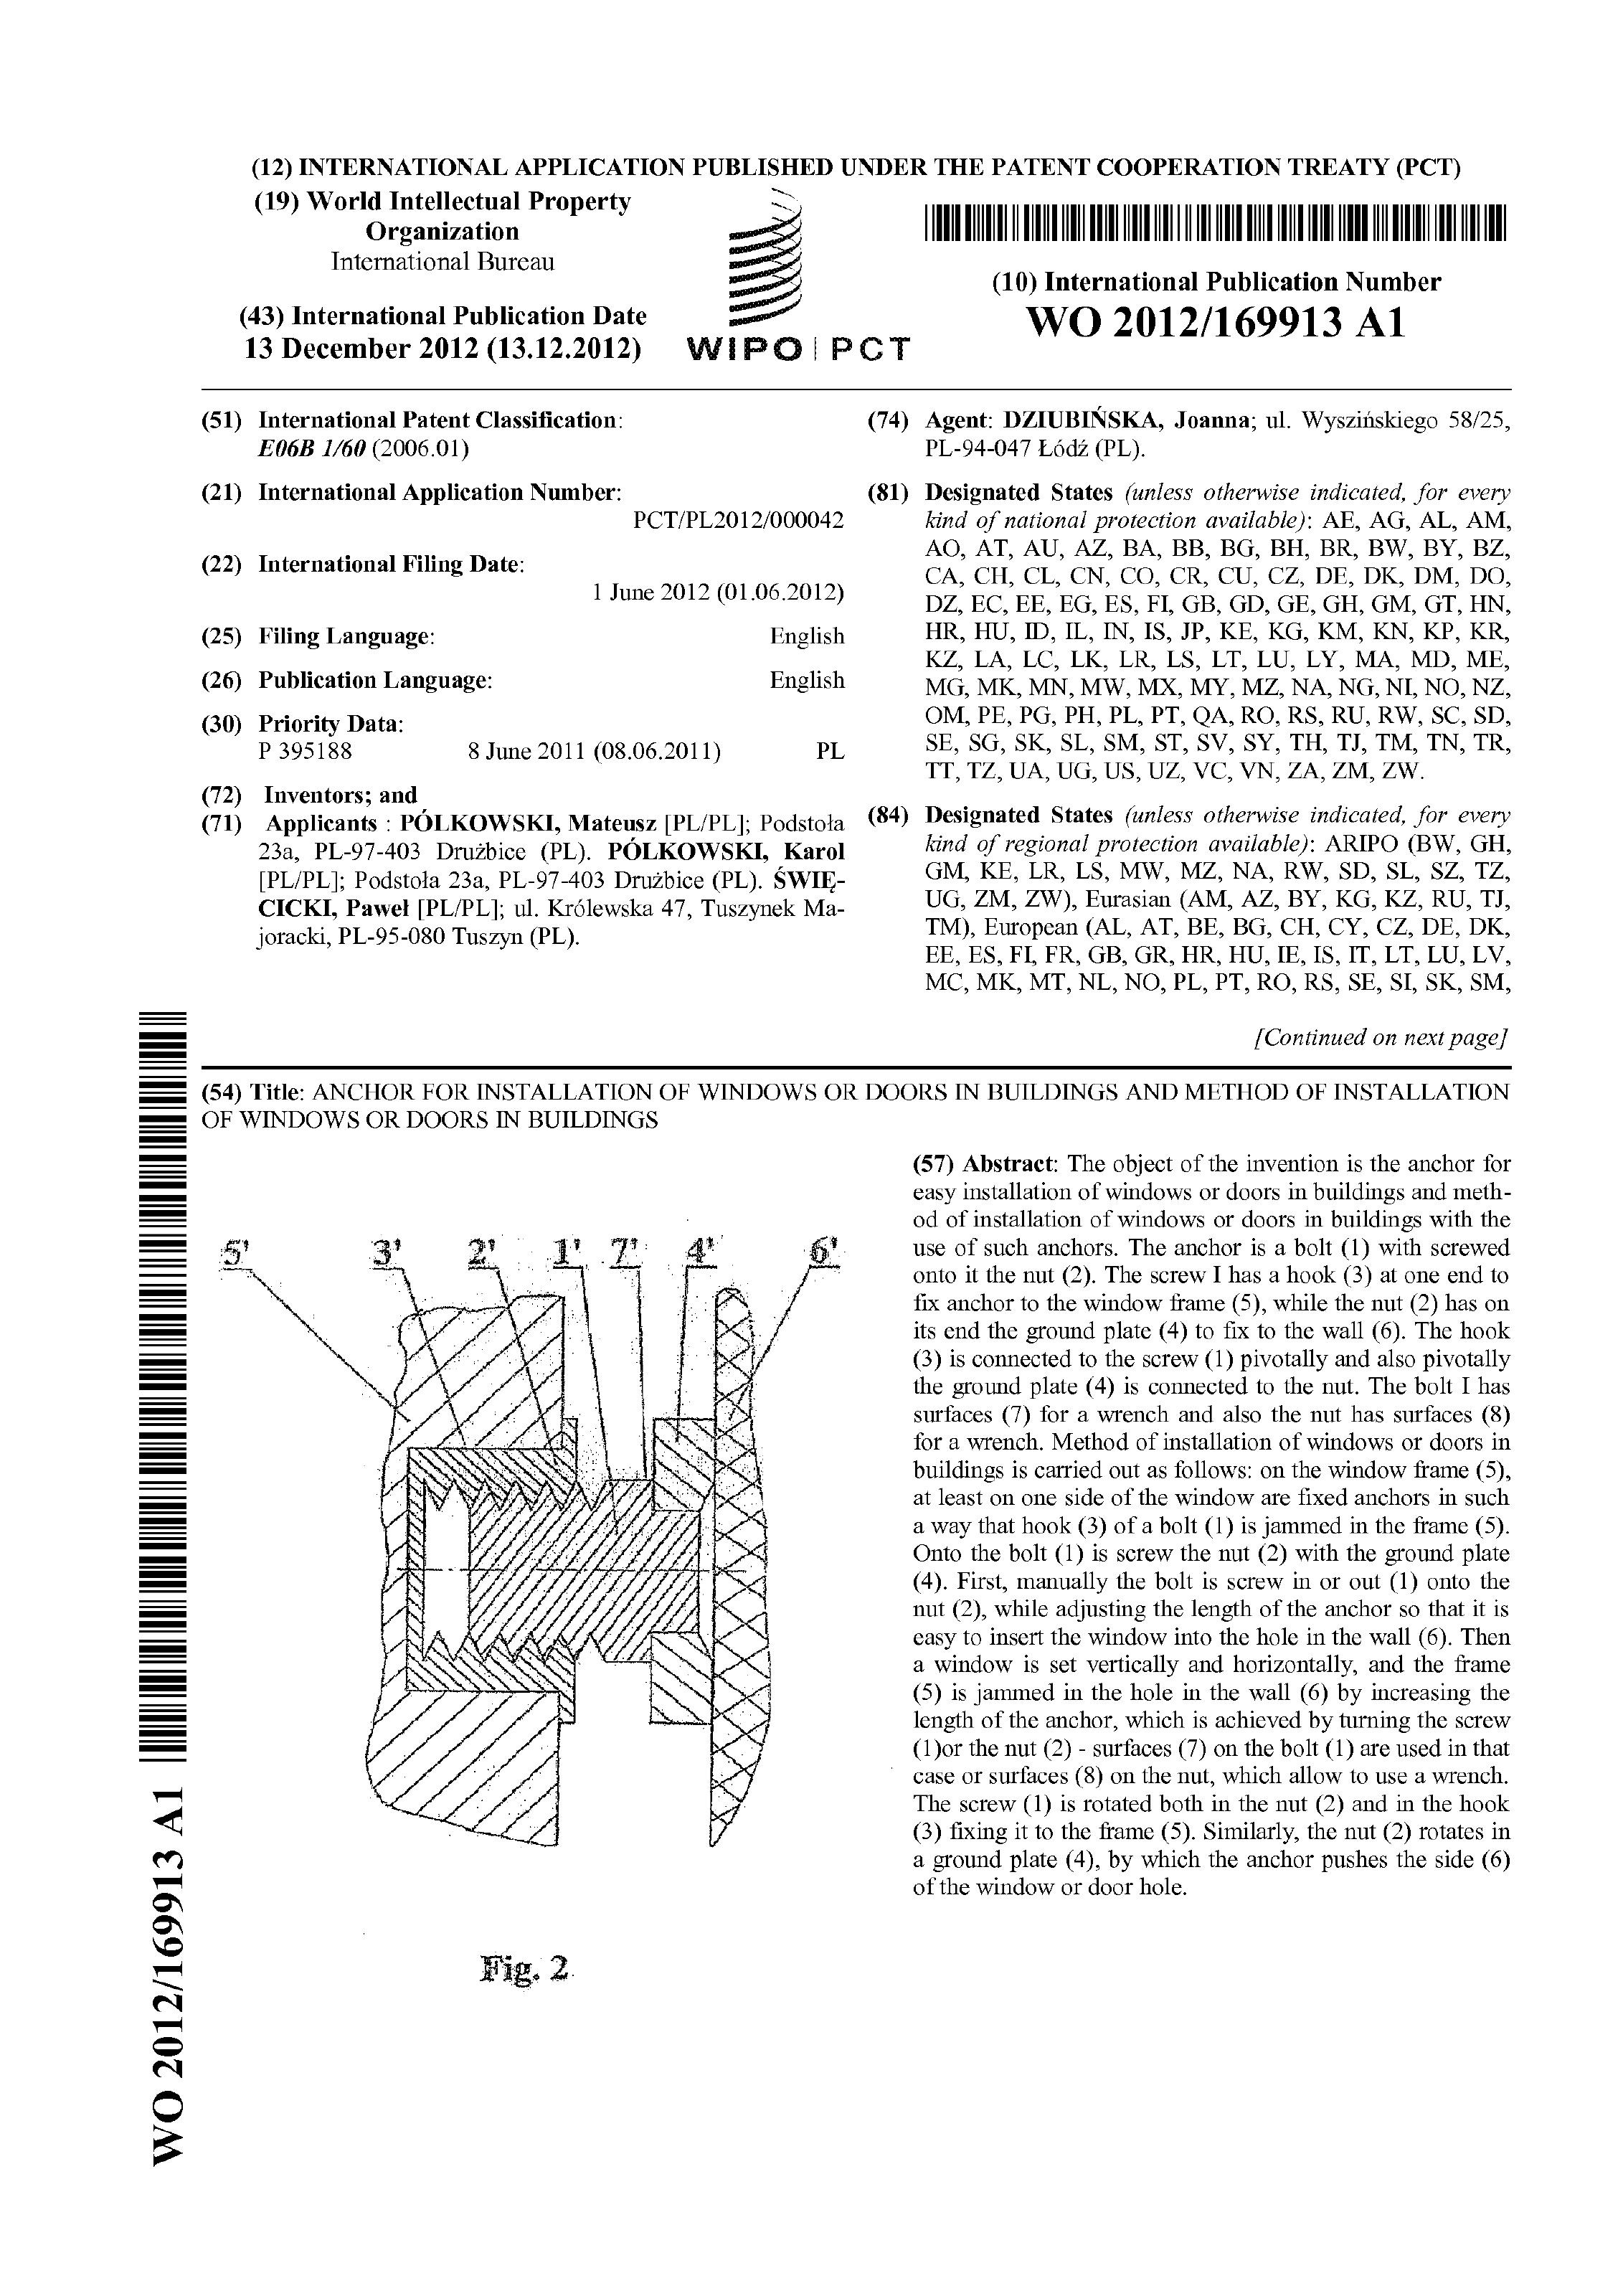 (12) INTERNATIONAL APPLICATION PUBLISHED UNDER THE PATENT COOPERATION TREATY (PCT)
(19) World Intellectual Property
Organization
International Bureau
(43) International Publication Date
13 December 2012 (13.12.2012)
WIPO | PCT
(10) International Publication Number
WO 2012/169913 A1
(51) International Patent Classification:
E06B 1/60 (2006.01)
(21) International Application Number:
PCT/PL2012/000042
(22) International Filing Date:
1 June 2012 (01.06.2012)
(25) Filing Language: English
(26) Publication Language: English
(30) Priority Data:
P 395188 8 June 2011 (08.06.2011) PL
(72) Inventors; and
(71) Applicants : PÓLKOWSKI, Mateusz [PL/PL]; Podstoła
23a, PL-97-403 Drużbice (PL). PÓLKOWSKI, Karol
[PL/PL]; Podstoła 23a, PL-97-403 Drużbice (PL). ŚWIĘ-
CICKI, Paweł [PL/PL]; ul. Królewska 47, Tuszynek Ma-
joracki, PL-95-080 Tuszyn (PL).
(74) Agent: DZIUBIŃSKA, Joanna; ul. Wyszińskiego 58/25,
PL-94-047 Łódź (PL).
(81) Designated States (unless otherwise indicated, for every
kind of national protection available): AE, AG, AL, AM,
AO, AT, AU, AZ, BA, BB, BG, BH, BR, BW, BY, BZ,
CA, CH, CL, CN, CO, CR, CU, CZ, DE, DK, DM, DO,
DZ, EC, EE, EG, ES, FI, GB, GD, GE, GH, GM, GT, HN,
HR, HU, ID, IL, IN, IS, JP, KE, KG, KM, KN, KP, KR,
KZ, LA, LC, LK, LR, LS, LT, LU, LY, MA, MD, ME,
MG, MK, MN, MW, MX, MY, MZ, NA, NG, NI, NO, NZ,
OM, PE, PG, PH, PL, PT, QA, RO, RS, RU, RW, SC, SD,
SE, SG, SK, SL, SM, ST, SV, SY, TH, TJ, TM, TN, TR,
TT, TZ, UA, UG, US, UZ, VC, VN, ZA, ZM, ZW.
(84) Designated States (unless otherwise indicated, for every
kind of regional protection available): ARIPO (BW, GH,
GM, KE, LR, LS, MW, MZ, NA, RW, SD, SL, SZ, TZ,
UG, ZM, ZW), Eurasian (AM, AZ, BY, KG, KZ, RU, TJ,
TM), European (AL, AT, BE, BG, CH, CY, CZ, DE, DK,
EE, ES, FI, FR, GB, GR, HR, HU, IE, IS, IT, LT, LU, LV,
MC, MK, MT, NL, NO, PL, PT, RO, RS, SE, SI, SK, SM,
[Continued on next page]
(54) Title: ANCHOR FOR INSTALLATION OF WINDOWS OR DOORS IN BUILDINGS AND METHOD OF INSTALLATION
OF WINDOWS OR DOORS IN BUILDINGS
5' 3' 2' 1' 7' 4' 6'
Fig. 2
(57) Abstract: The object of the invention is the anchor for
easy installation of windows or doors in buildings and meth-
od of installation of windows or doors in buildings with the
use of such anchors. The anchor is a bolt (1) with screwed
onto it the nut (2). The screw I has a hook (3) at one end to
fix anchor to the window frame (5), while the nut (2) has on
its end the ground plate (4) to fix to the wall (6). The hook
(3) is connected to the screw (1) pivotally and also pivotally
the ground plate (4) is connected to the nut. The bolt I has
surfaces (7) for a wrench and also the nut has surfaces (8)
for a wrench. Method of installation of windows or doors in
buildings is carried out as follows: on the window frame (5),
at least on one side of the window are fixed anchors in such
a way that hook (3) of a bolt (1) is jammed in the frame (5).
Onto the bolt (1) is screw the nut (2) with the ground plate
(4). First, manually the bolt is screw in or out (1) onto the
nut (2), while adjusting the length of the anchor so that it is
easy to insert the window into the hole in the wall (6). Then
a window is set vertically and horizontally, and the frame
(5) is jammed in the hole in the wall (6) by increasing the
length of the anchor, which is achieved by turning the screw
(1)or the nut (2) - surfaces (7) on the bolt (1) are used in that
case or surfaces (8) on the nut, which allow to use a wrench.
The screw (1) is rotated both in the nut (2) and in the hook
(3) fixing it to the frame (5). Similarly, the nut (2) rotates in
a ground plate (4), by which the anchor pushes the side (6)
of the window or door hole.
WO 2012/169913 A1